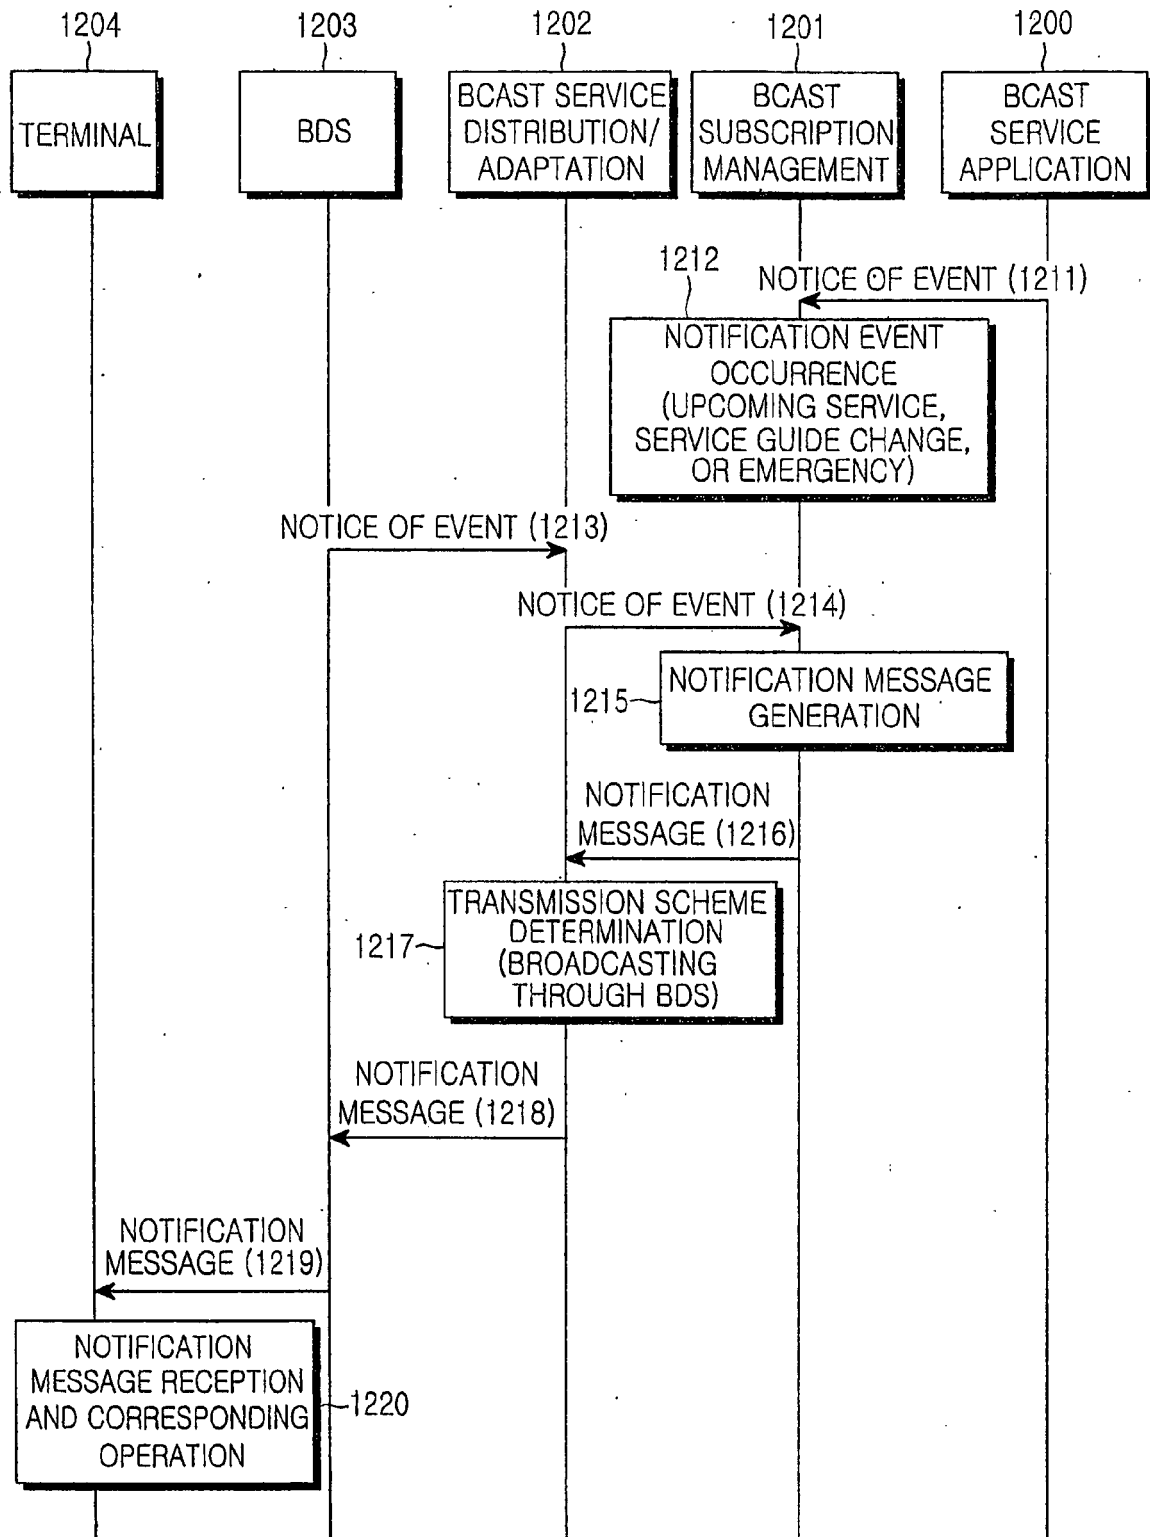 1204
1203
1202
1201
1200
TERMINAL
BDS
BCAST SERVICE
DISTRIBUTION/
ADAPTATION
BCAST
SUBSCRIPTION
MANAGEMENT
BCAST
SERVICE
APPLICATION
1212
NOTICE OF EVENT (1211)
NOTIFICATION EVENT
OCCURRENCE
(UPCOMING SERVICE,
SERVICE GUIDE CHANGE,
OR EMERGENCY)
NOTICE OF EVENT (1213)
NOTICE OF EVENT (1214)
1215
NOTIFICATION MESSAGE
GENERATION
NOTIFICATION
MESSAGE (1216)
1217
TRANSMISSION SCHEME
DETERMINATION
(BROADCASTING
THROUGH BDS)
NOTIFICATION
MESSAGE (1218)
NOTIFICATION
MESSAGE (1219)
NOTIFICATION
MESSAGE RECEPTION
AND CORRESPONDING
OPERATION
1220